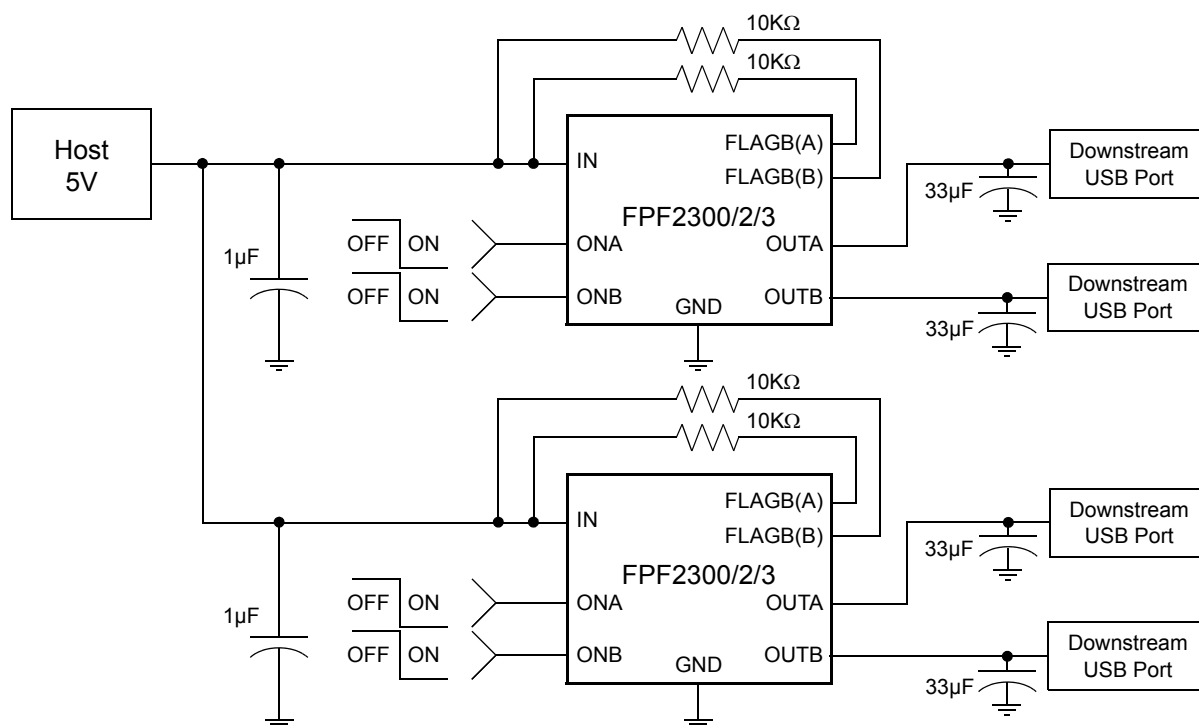 10KΩ
10KΩ
Host
5V
IN
FLAGB(A)
FLAGB(B)
Downstream
USB Port
33µF
FPF2300/2/3
OFF ON
ONA
OUTA
1µF
OFF ON
ONB
OUTB
GND
33µF
Downstream
USB Port
10KΩ
10KΩ
IN
FLAGB(A)
FLAGB(B)
Downstream
USB Port
33µF
FPF2300/2/3
OFF ON
ONA
OUTA
1µF
OFF ON
ONB
OUTB
GND
33µF
Downstream
USB Port